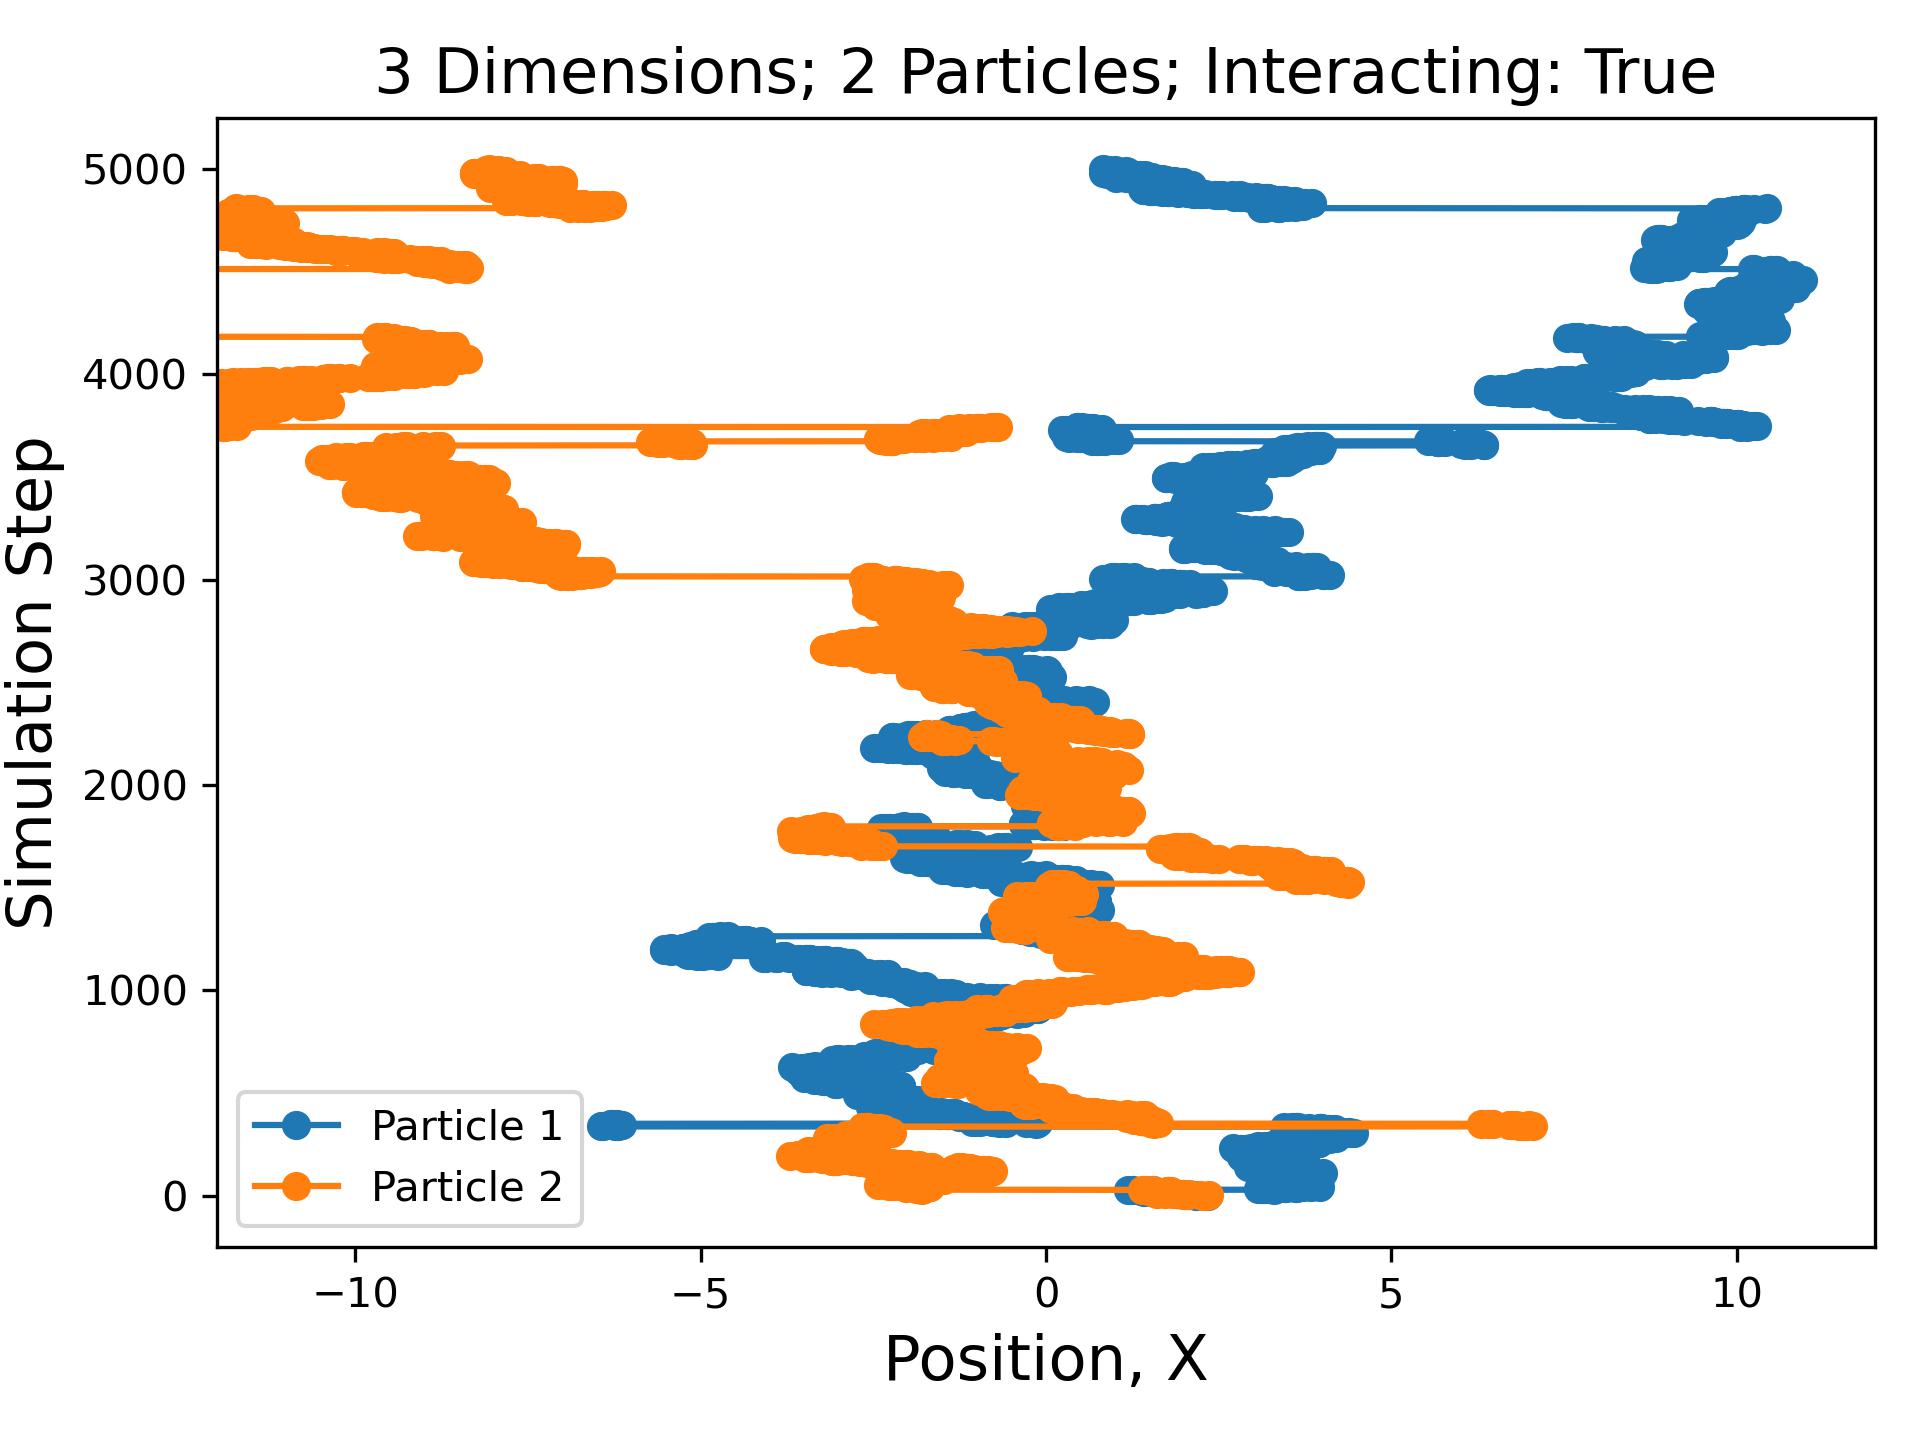 3 Dimensions; 2 Particles; Interacting: True
5000
4000
3000
2000
1000
0
Simulation Step
Particle 1
Particle 2
−10
−5
0
5
10
Position, X